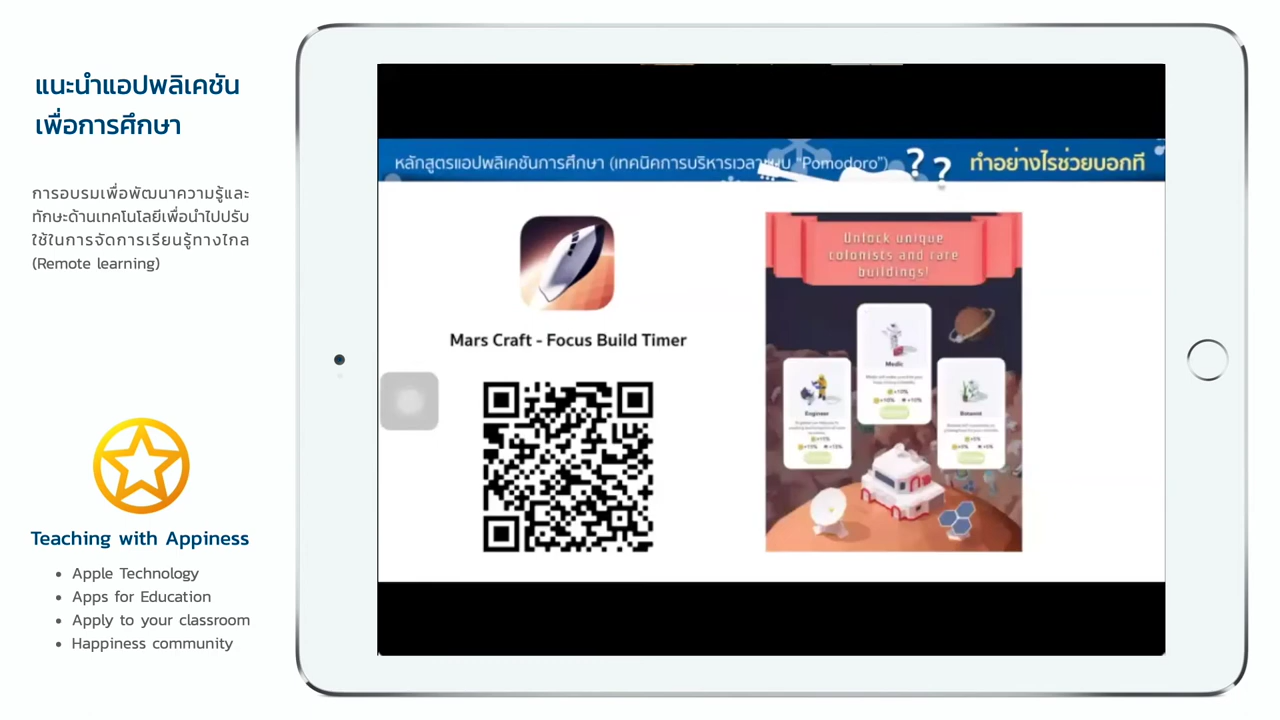 แนะนำแอปพลิเคชัน
เพื่อการศึกษา
การอบรมเพื่อพัฒนาความรู้และ
ทักษะด้านเทคโนโลยีเพื่อนำไปปรับ
ใช้ในการจัดการเรียนรู้ทางไกล
(Remote learning)
Teaching with Appiness
• Apple Technology
• Apps for Education
• Apply to your classroom
• Happiness community
หลักสูตรแอปพลิเคชันการศึกษา (เทคนิคการบริหารเวลาแบบ "Pomodoro")
? ?
ทำอย่างไรช่วยบอกที
Mars Craft - Focus Build Timer
Unlock unique
colonists and rare
buildings!
Medic
Engineer
Botanist